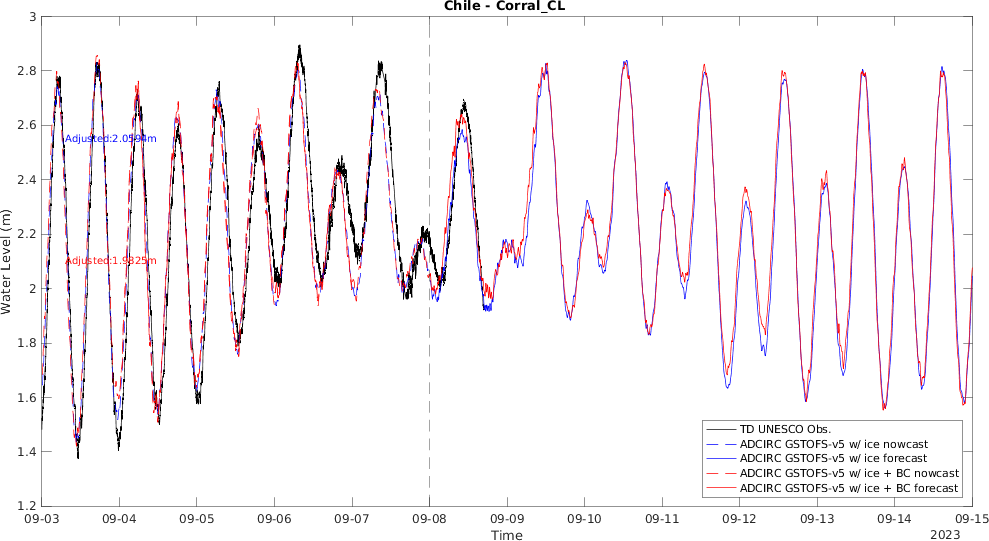 Chile - Corral_CL
3
2.8
2.6
2.4
2.2
2
1.8
1.6
1.4
1.2
Water Level (m)
Adjusted:2.0594m
Adjusted:1.9325m
TD UNESCO Obs.
ADCIRC GSTOFS-v5 w/ ice nowcast
ADCIRC GSTOFS-v5 w/ ice forecast
ADCIRC GSTOFS-v5 w/ ice + BC nowcast
ADCIRC GSTOFS-v5 w/ ice + BC forecast
09-03 09-04 09-05 09-06 09-07 09-08 09-09 09-10 09-11 09-12 09-13 09-14 09-15
Time
2023